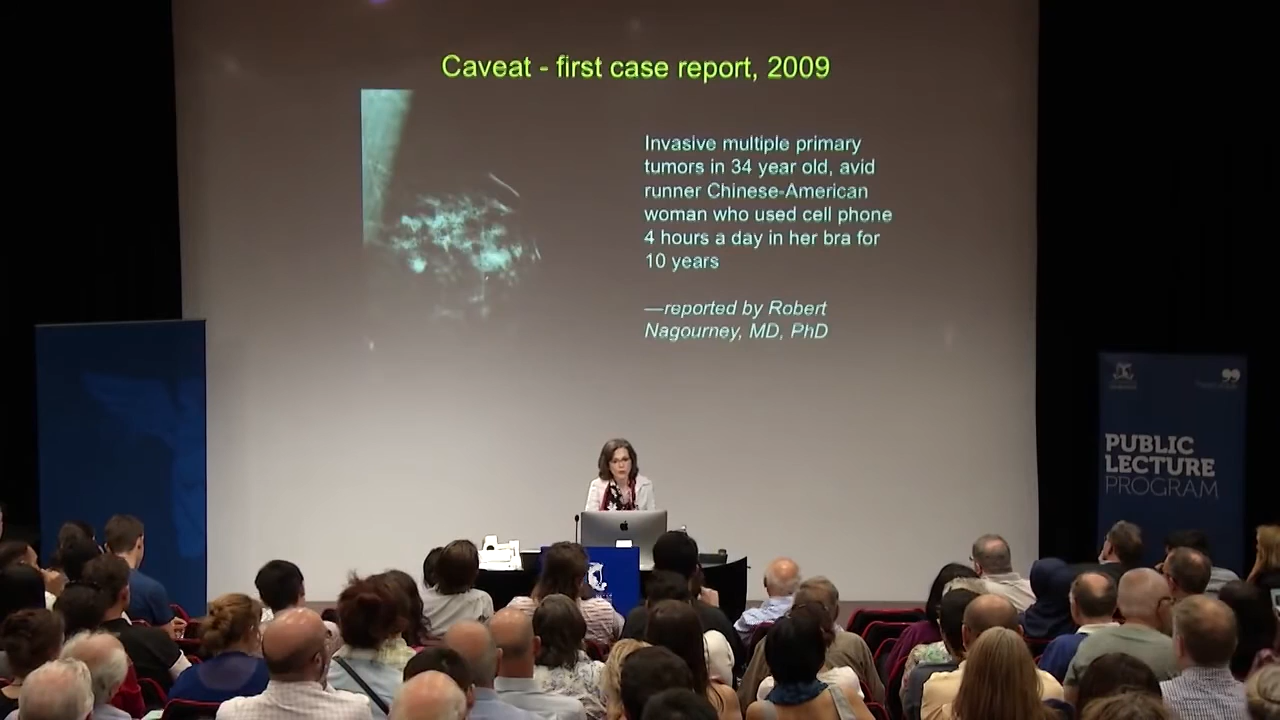 Caveat - first case report, 2009
Invasive multiple primary
tumors in 34 year old, avid
runner Chinese-American
woman who used cell phone
4 hours a day in her bra for
10 years
—reported by Robert
Nagourney, MD, PhD
PUBLIC
LECTURE
PROGRAM